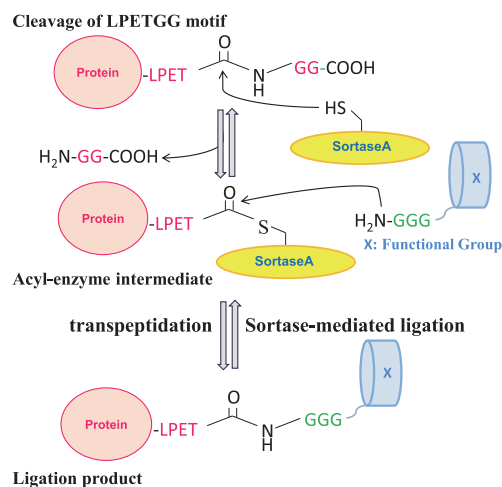 Cleavage of LPETGG motif
O
Protein -LPET N H GG-COOH
HS
SortaseA
H₂N-GG-COOH
X
O
Protein -LPET S H₂N-GGG
SortaseA
X: Functional Group
Acyl-enzyme intermediate
transpeptidation Sortase-mediated ligation
X
O
Protein -LPET N H GGG
Ligation product